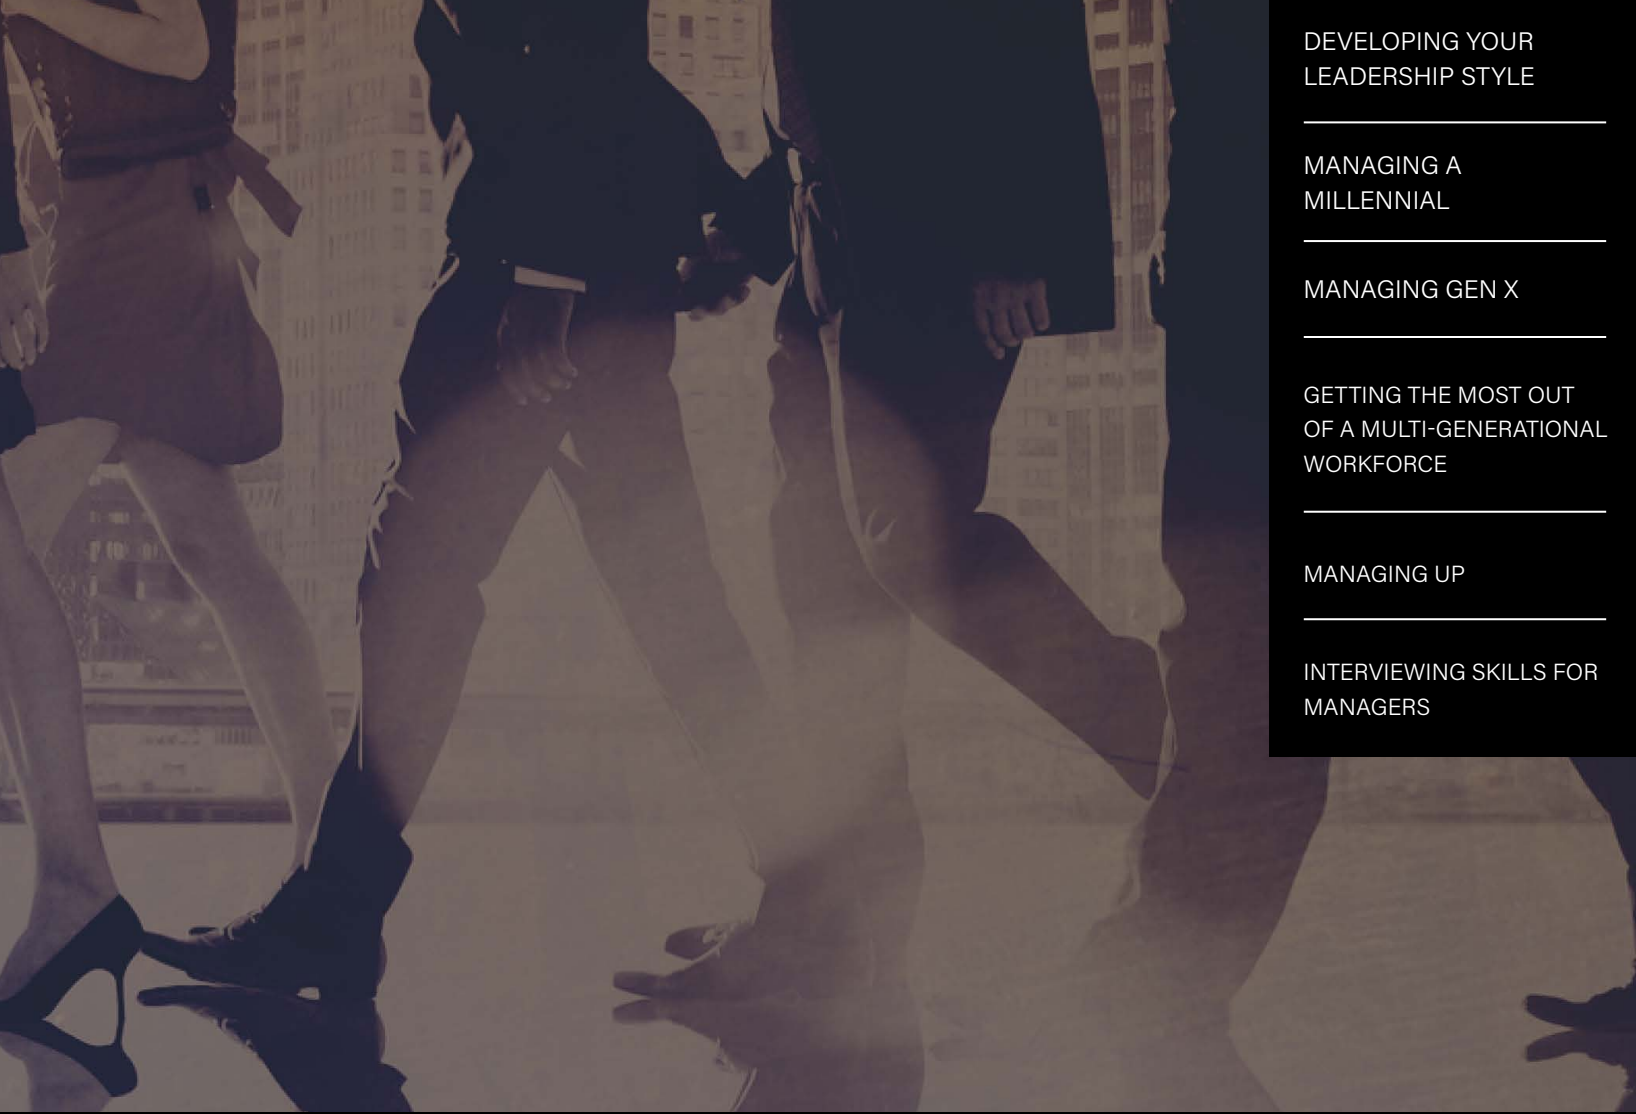 DEVELOPING YOUR
LEADERSHIP STYLE
MANAGING A
MILLENNIAL
MANAGING GEN X
GETTING THE MOST OUT
OF A MULTI-GENERATIONAL
WORKFORCE
MANAGING UP
INTERVIEWING SKILLS FOR
MANAGERS